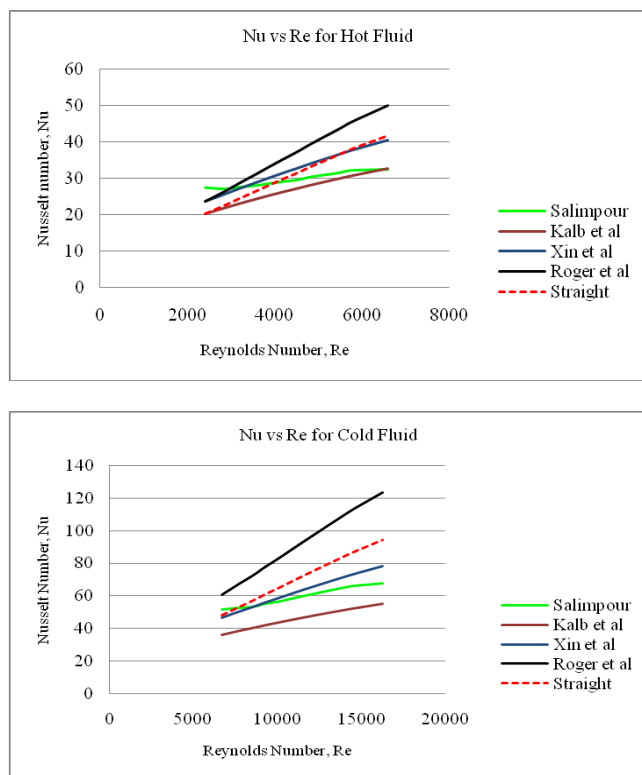 Nu vs Re for Hot Fluid
60
50
40
30
20
10
0
Nusselt number, Nu
0 2000 4000 6000 8000
Reynolds Number, Re
Salimpour
Kalb et al
Xin et al
Roger et al
Straight
Nu vs Re for Cold Fluid
140
120
100
80
60
40
20
0
Nusselt Number, Nu
0 5000 10000 15000 20000
Reynolds Number, Re
Salimpour
Kalb et al
Xin et al
Roger et al
Straight